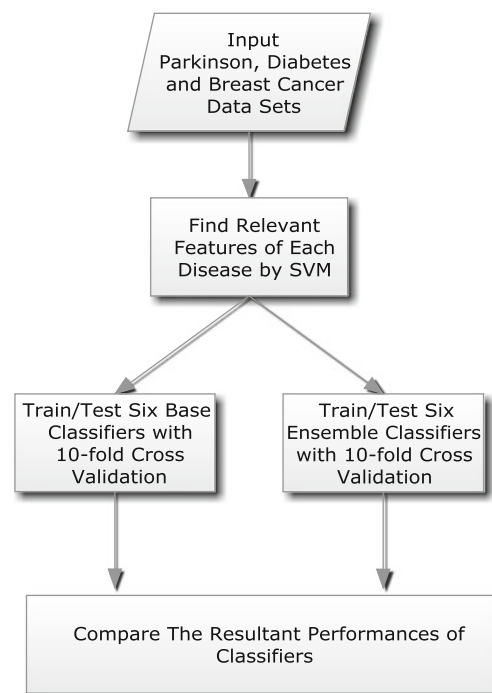 Input
Parkinson, Diabetes
and Breast Cancer
Data Sets
Find Relevant
Features of Each
Disease by SVM
Train/Test Six Base
Classifiers with
10-fold Cross
Validation
Train/Test Six
Ensemble Classifiers
with 10-fold Cross
Validation
Compare The Resultant Performances of
Classifiers